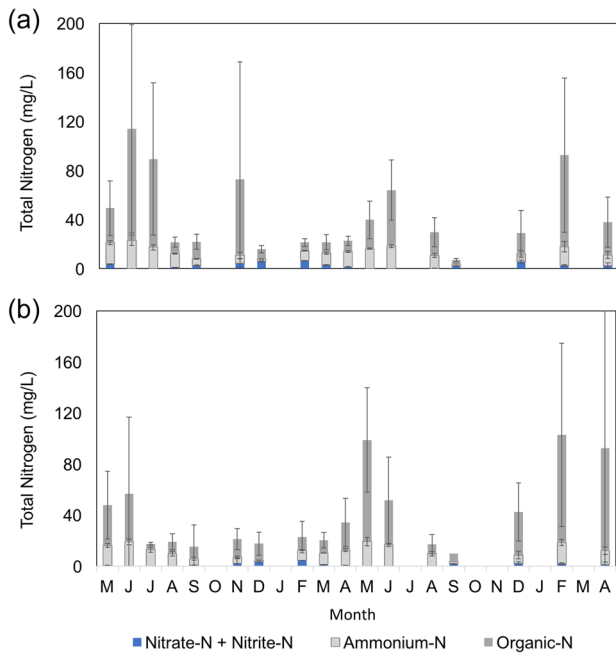 (a)
200
160
120
80
40
0
Total Nitrogen (mg/L)
(b)
200
160
120
80
40
0
Total Nitrogen (mg/L)
M J J A S O N D J F M A M J J A S O N D J F M A
Month
Nitrate-N + Nitrite-N Ammonium-N Organic-N